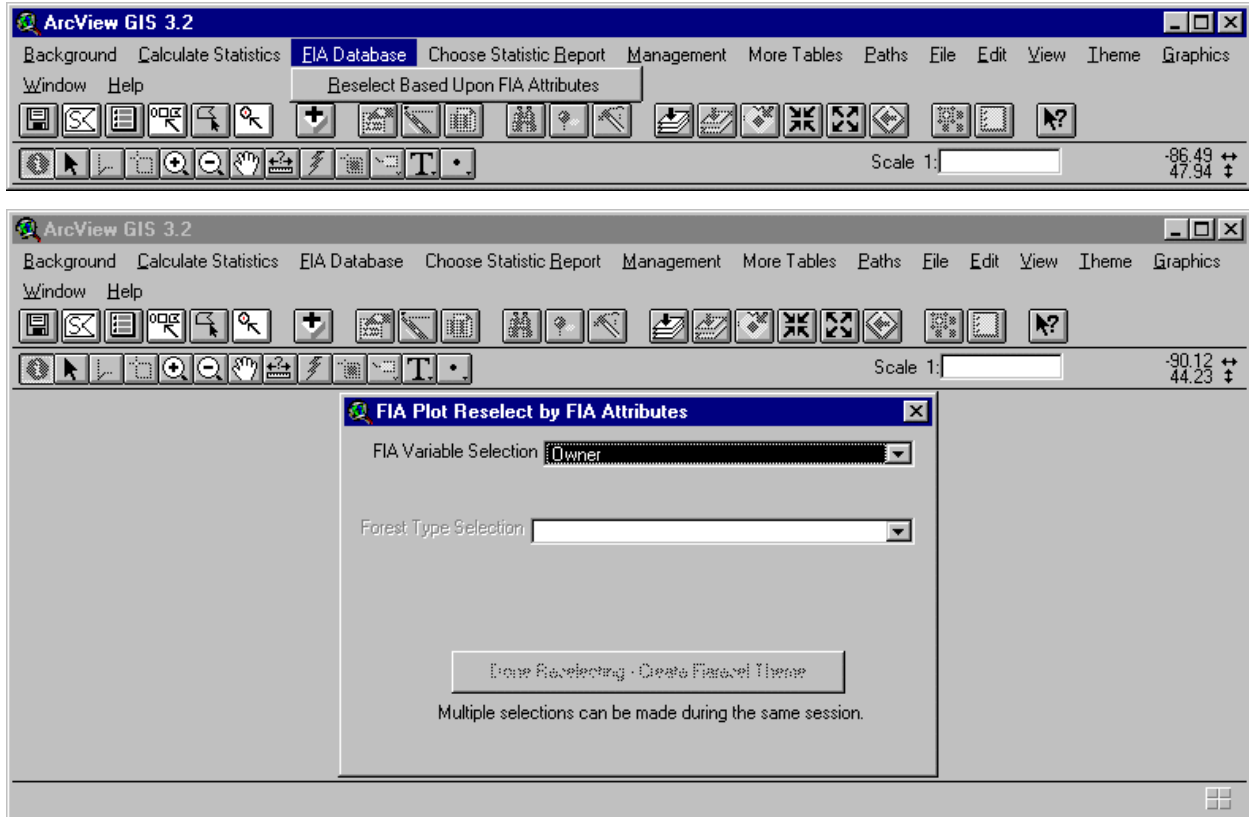 ArcView GIS 3.2
Background Calculate Statistics FIA Database Choose Statistic Report Management More Tables Paths File Edit View Theme Graphics
Window Help
Reselect Based Upon FIA Attributes
Scale 1:
-86.49
47.94
ArcView GIS 3.2
Background Calculate Statistics FIA Database Choose Statistic Report Management More Tables Paths File Edit View Theme Graphics
Window Help
Scale 1:
-90.12
44.23
FIA Plot Reselect by FIA Attributes
FIA Variable Selection Owner
Forest Type Selection
Done Reselecting - Create Fiaresel Theme
Multiple selections can be made during the same session.